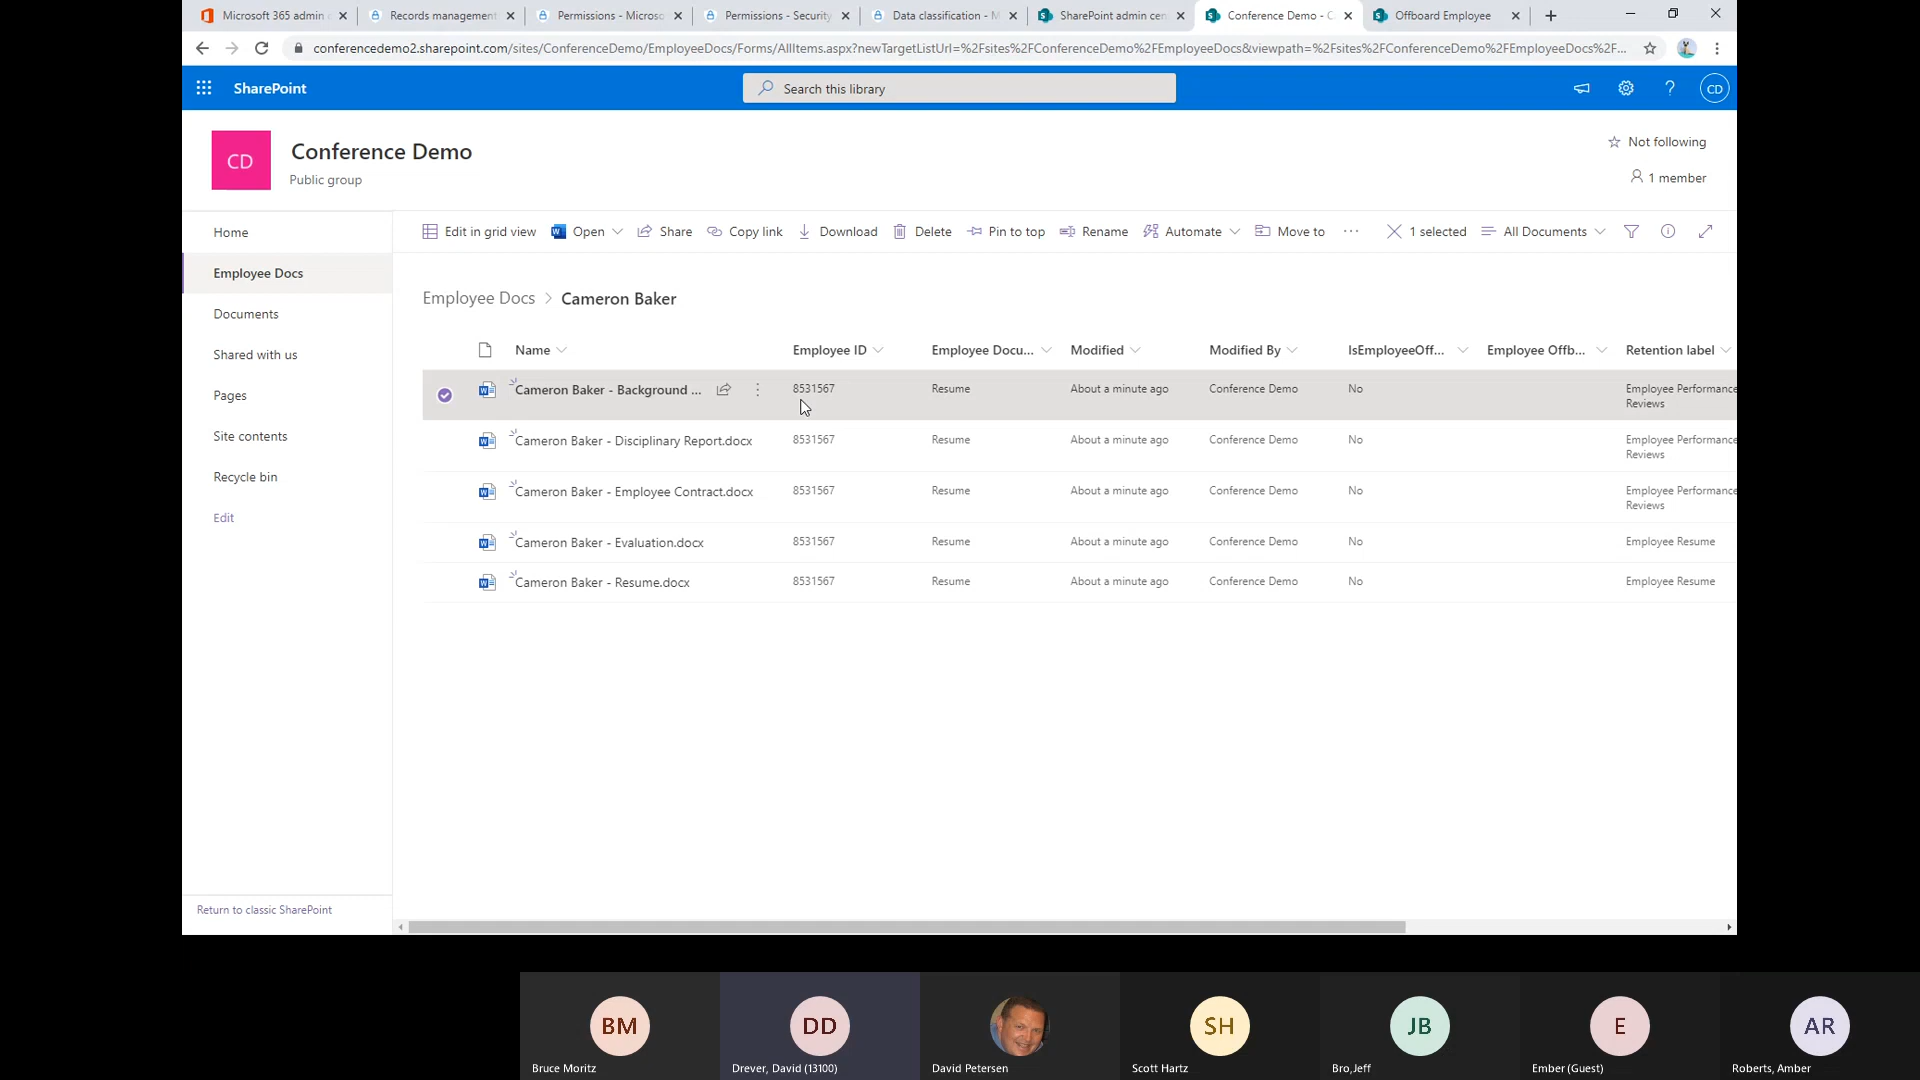 Microsoft 365 admin
Records management
Permissions - Microso
Permissions - Security
Data classification - M
SharePoint admin cen
Conference Demo - C
Offboard Employee
conferencedemo2.sharepoint.com/sites/ConferenceDemo/EmployeeDocs/Forms/AllItems.aspx?newTargetListUrl=%2Fsites%2FConferenceDemo%2FEmployeeDocs&viewpath=%2Fsites%2FConferenceDemo%2FEmployeeDocs%2F...
SharePoint
Search this library
?
CD
CD
Conference Demo
Public group
Not following
1 member
Home
Employee Docs
Documents
Shared with us
Pages
Site contents
Recycle bin
Edit
Return to classic SharePoint
Edit in grid view Open Share Copy link Download Delete Pin to top Rename Automate Move to ... 1 selected All Documents
Employee Docs > Cameron Baker
Name Employee ID Employee Docu... Modified Modified By IsEmployeeOff... Employee Offb... Retention label
Cameron Baker - Background ... 8531567 Resume About a minute ago Conference Demo No Employee Performance
Reviews
Cameron Baker - Disciplinary Report.docx 8531567 Resume About a minute ago Conference Demo No Employee Performance
Reviews
Cameron Baker - Employee Contract.docx 8531567 Resume About a minute ago Conference Demo No Employee Performance
Reviews
Cameron Baker - Evaluation.docx 8531567 Resume About a minute ago Conference Demo No Employee Resume
Cameron Baker - Resume.docx 8531567 Resume About a minute ago Conference Demo No Employee Resume
BM DD SH JB E AR
Bruce Moritz Drever, David (13100) David Petersen Scott Hartz Bro,Jeff Ember (Guest) Roberts, Amber